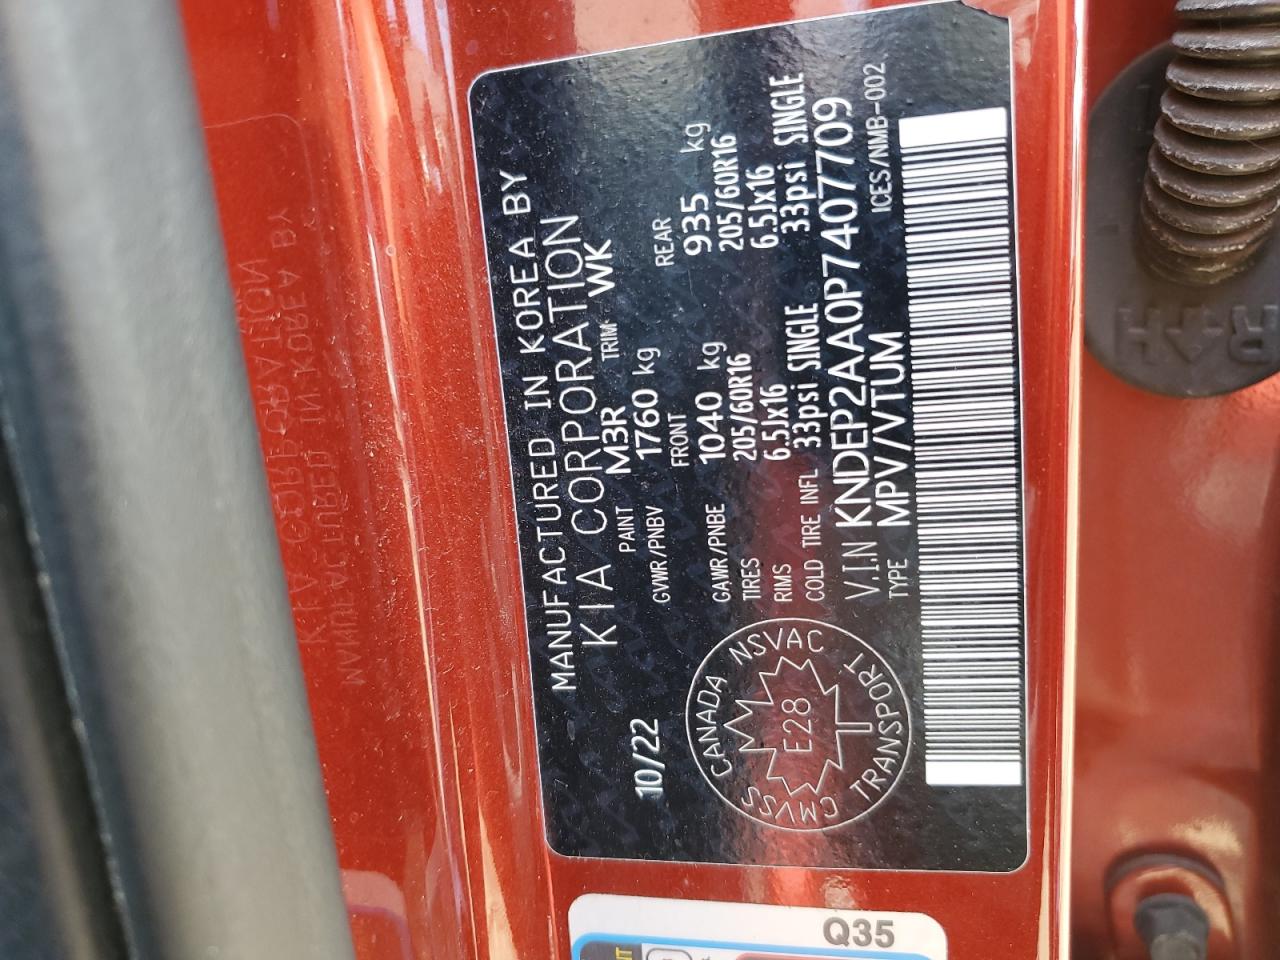 MANUFACTURED IN KOREA BY
KIA CORPORATION
10/22
PAINT M3R TRIM WK
GVWR/PNBV 1760 kg
FRONT REAR
GAWR/PNBE 1040 kg 935 kg
TIRES 205/60R16 205/60R16
RIMS 6.5Jx16 6.5Jx16
COLD TIRE INFL 33psi SINGLE 33psi SINGLE
V.I.N KNDEP2AA0P7407709
TYPE MPV/VTUM ICES/NMB-002
CANADA NSVAC
E28
CMVSS TRANSPORT
Q35